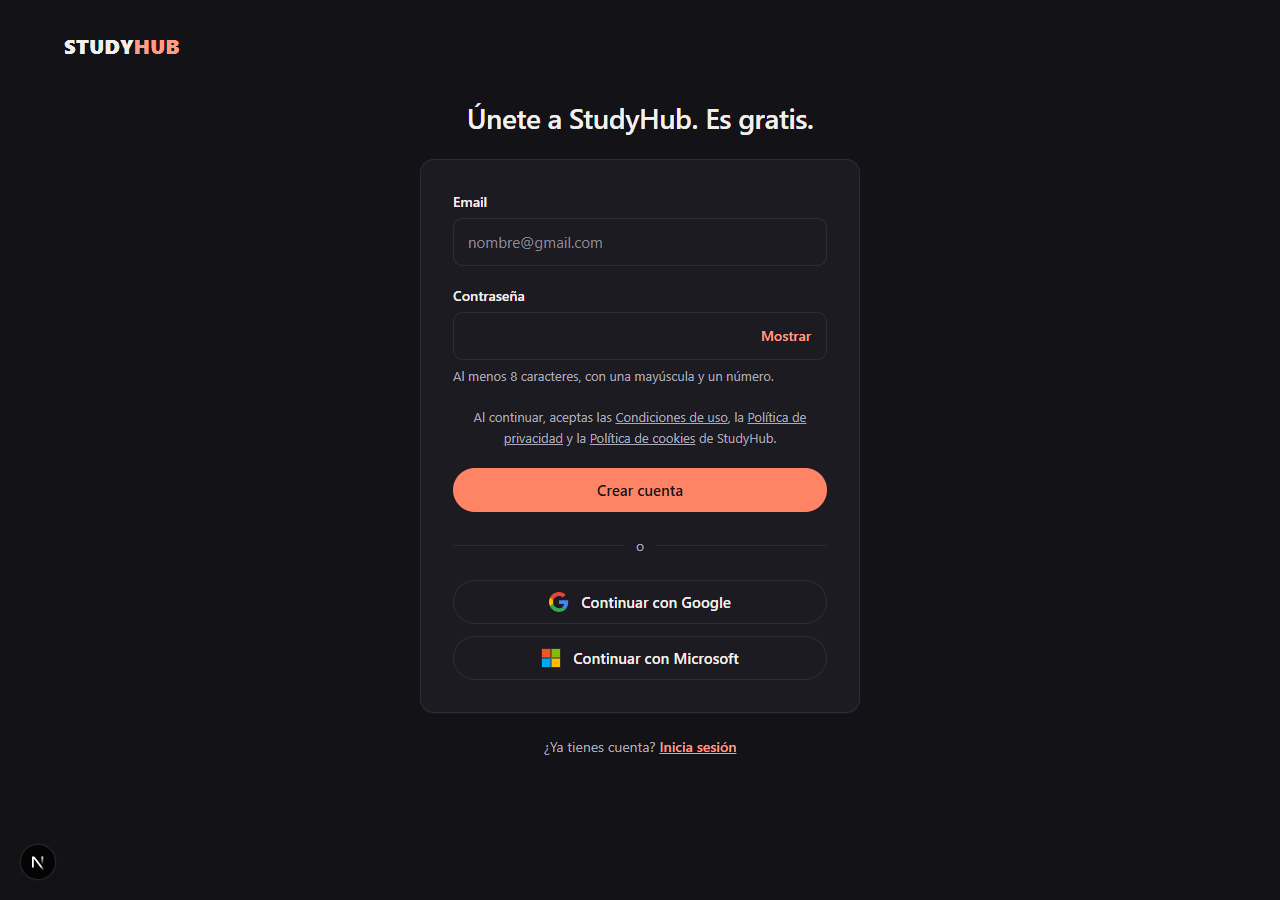 STUDYHUB
Únete a StudyHub. Es gratis.
Email
nombre@gmail.com
Contraseña
Mostrar
Al menos 8 caracteres, con una mayúscula y un número.
Al continuar, aceptas las Condiciones de uso, la Política de
privacidad y la Política de cookies de StudyHub.
Crear cuenta
o
Continuar con Google
Continuar con Microsoft
¿Ya tienes cuenta? Inicia sesión
N